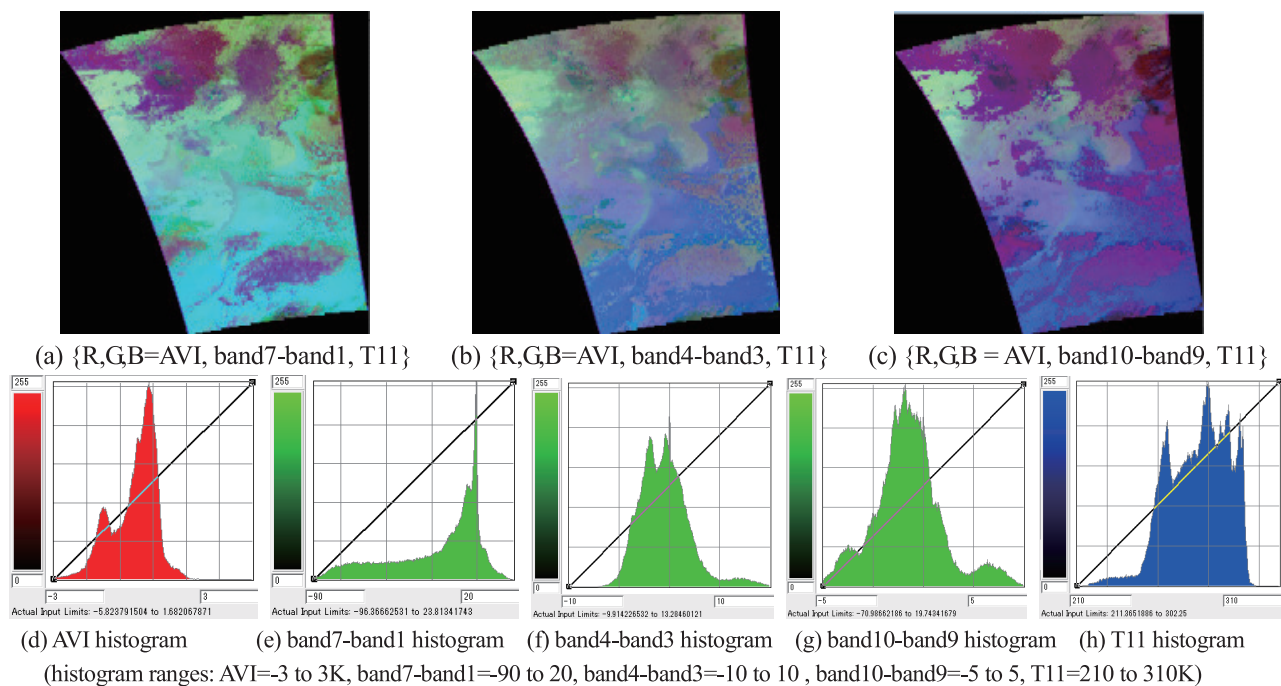 (a) {R,G,B=AVI, band7-band1, T11}
(b) {R,G,B=AVI, band4-band3, T11}
(c) {R,G,B = AVI, band10-band9, T11}
255
0
-3
3
Actual Input Limits: -5.823791504 to 1.682067871
255
0
-90
20
Actual Input Limits: -96.36662531 to 23.81341743
255
0
-10
10
Actual Input Limits: -9.914226532 to 13.28460121
255
0
-5
5
Actual Input Limits: -70.98662186 to 19.74341679
255
0
210
310
Actual Input Limits: 211.3651886 to 302.25
(d) AVI histogram
(e) band7-band1 histogram
(f) band4-band3 histogram
(g) band10-band9 histogram
(h) T11 histogram
(histogram ranges: AVI=-3 to 3K, band7-band1=-90 to 20, band4-band3=-10 to 10 , band10-band9=-5 to 5, T11=210 to 310K)